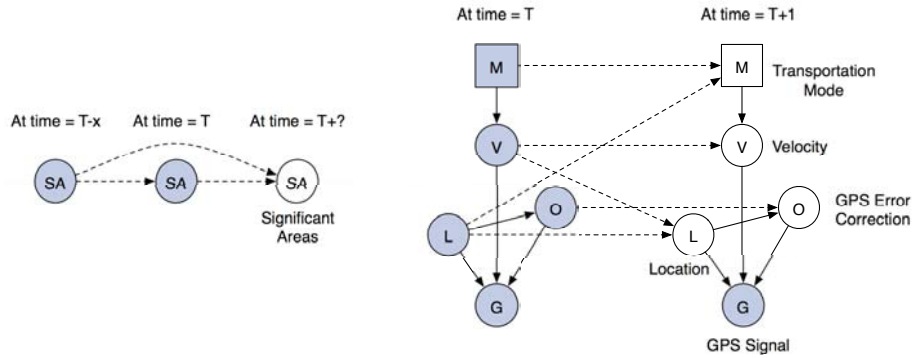 At time = T-x
At time = T
At time = T+?
SA
SA
SA
Significant
Areas
At time = T
At time = T+1
M
M
Transportation
Mode
V
V
Velocity
O
O
GPS Error
Correction
L
L
Location
G
G
GPS Signal